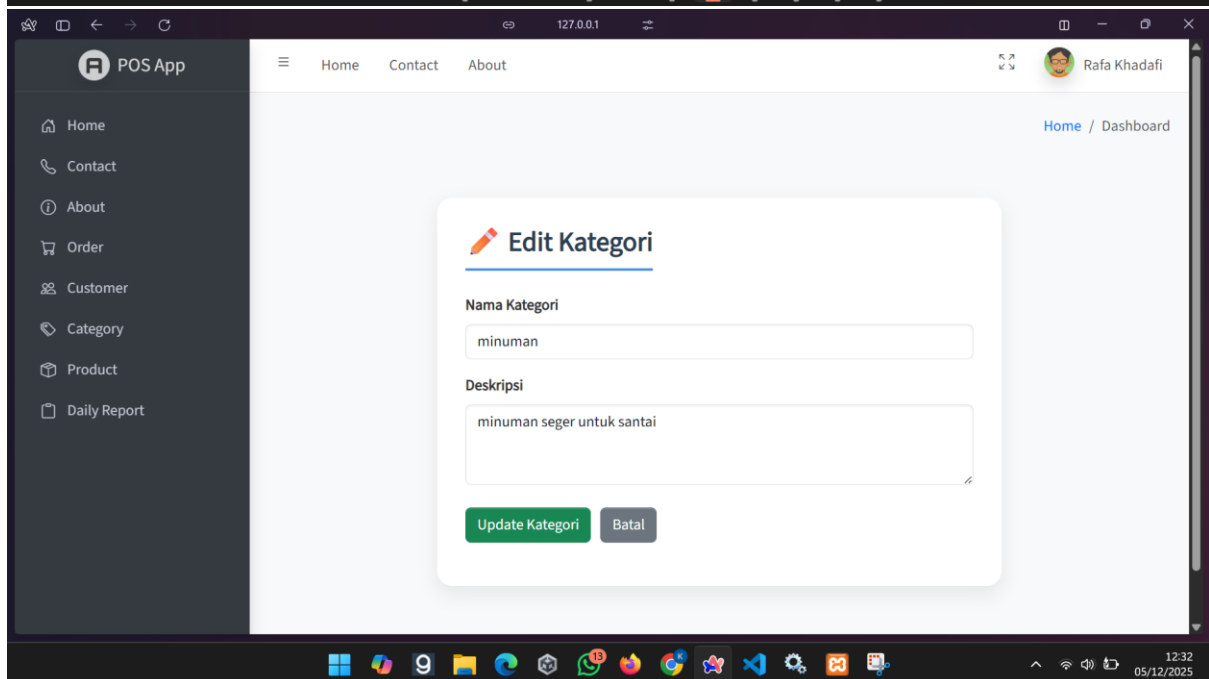 127.0.0.1
POS App
Home Contact About
Rafa Khadafi
Home / Dashboard
Home
Contact
About
Order
Customer
Category
Product
Daily Report
Edit Kategori
Nama Kategori
minuman
Deskripsi
minuman seger untuk santai
Update Kategori Batal
13
12:32
05/12/2025